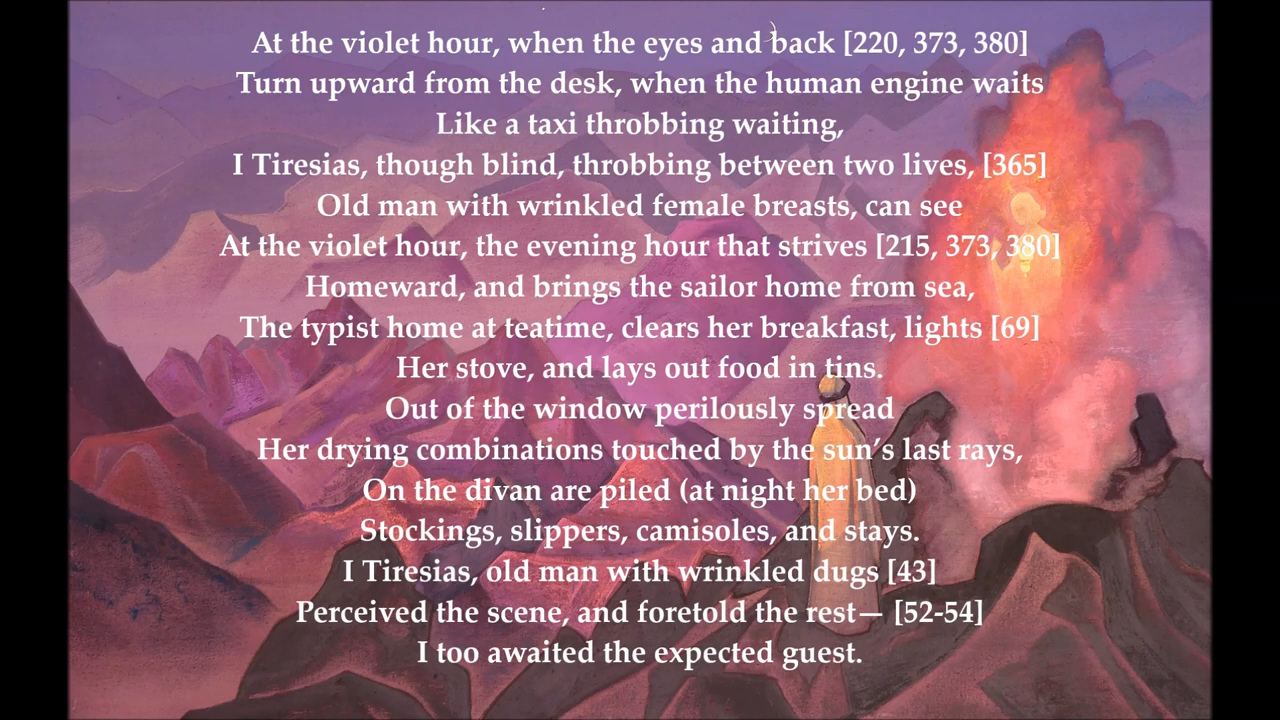 At the violet hour, when the eyes and back [220, 373, 380]
Turn upward from the desk, when the human engine waits
Like a taxi throbbing waiting,
I Tiresias, though blind, throbbing between two lives, [365]
Old man with wrinkled female breasts, can see
At the violet hour, the evening hour that strives [215, 373, 380]
Homeward, and brings the sailor home from sea,
The typist home at teatime, clears her breakfast, lights [69]
Her stove, and lays out food in tins.
Out of the window perilously spread
Her drying combinations touched by the sun’s last rays,
On the divan are piled (at night her bed)
Stockings, slippers, camisoles, and stays.
I Tiresias, old man with wrinkled dugs [43]
Perceived the scene, and foretold the rest— [52-54]
I too awaited the expected guest.